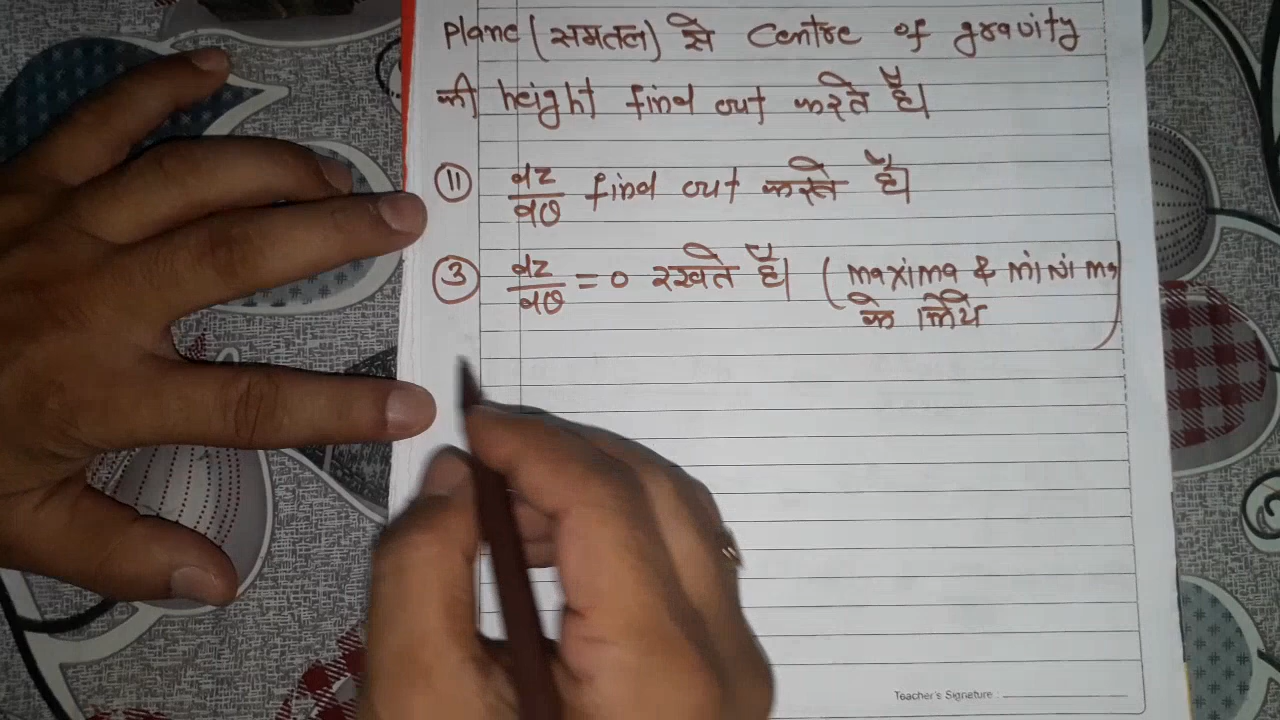 Plane (समतल) से Centre of gravity
की height find out करते है।
(11) dz/dθ find out करते है।
(3) dz/dθ = 0 रखते है। (maxima & minima
के लिये)
Teacher's Signature :